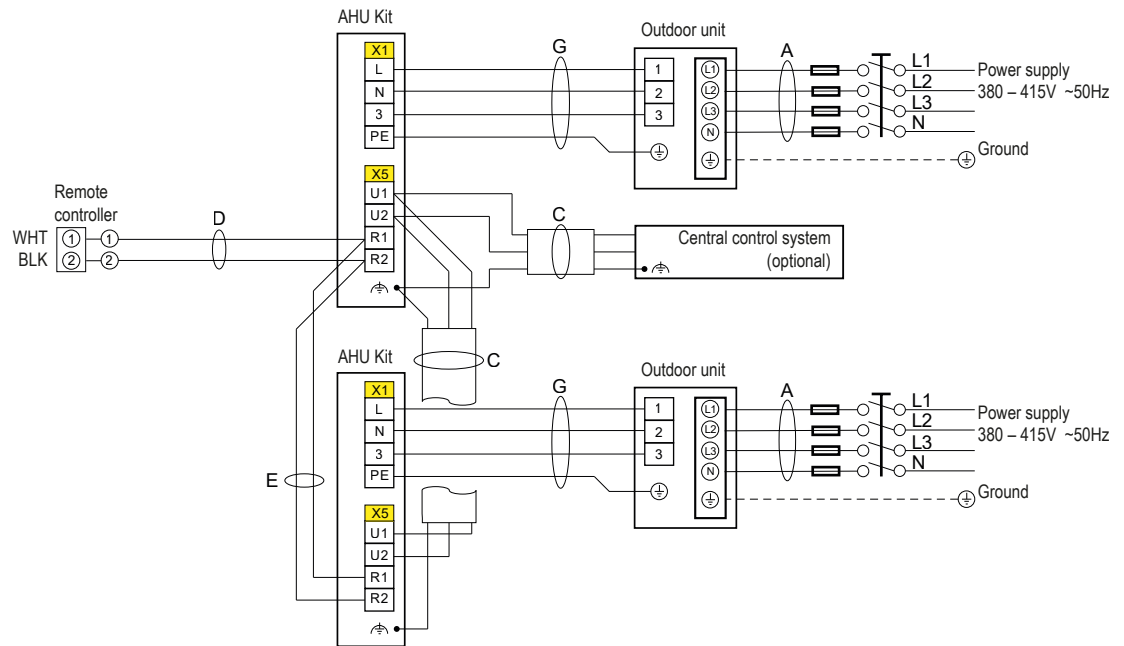 AHU Kit
X1
L
N
3
PE
X5
U1
U2
R1
R2
G
Outdoor unit
1
2
3
L1
L2
L3
N
A
L1
L2
L3
N
Power supply
380 – 415V ~50Hz
Ground
Remote
controller
WHT 1 1
BLK 2 2
D
C
Central control system
(optional)
C
E
AHU Kit
X1
L
N
3
PE
X5
U1
U2
R1
R2
G
Outdoor unit
1
2
3
L1
L2
L3
N
A
L1
L2
L3
N
Power supply
380 – 415V ~50Hz
Ground